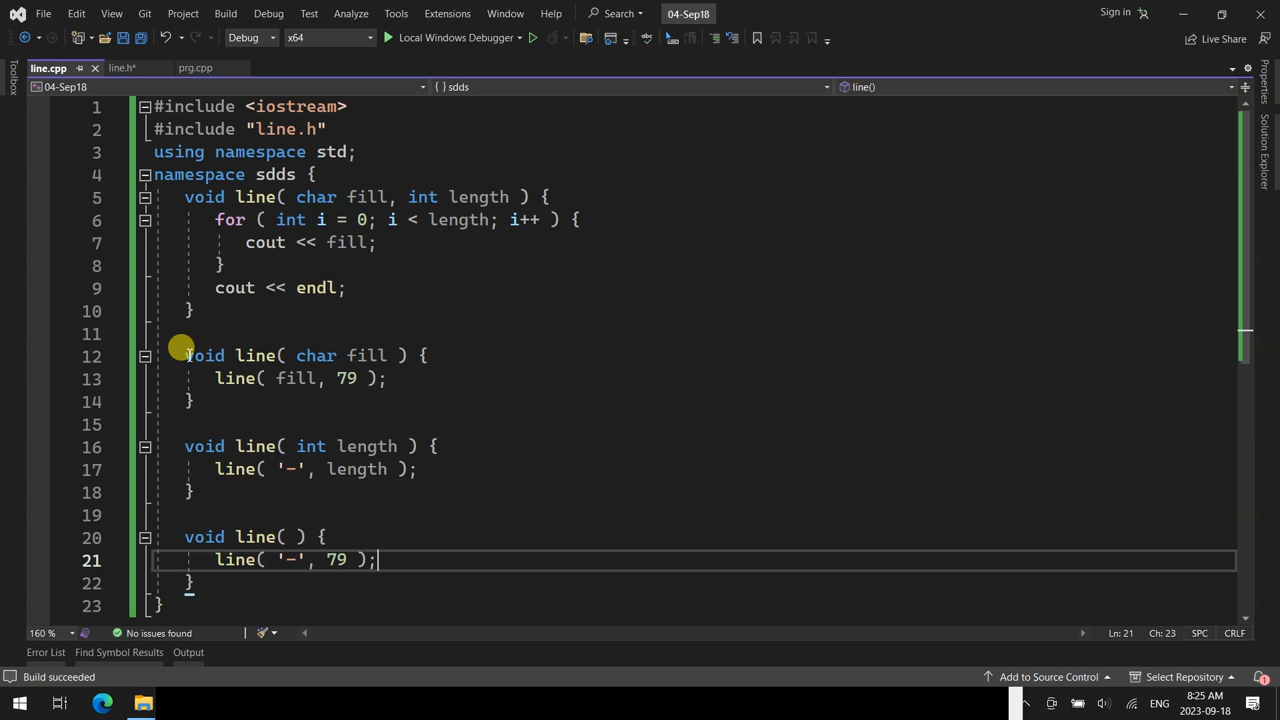 File Edit View Git Project Build Debug Test Analyze Tools Extensions Window Help Search 04-Sep18 Sign in
Debug x64 Local Windows Debugger Live Share
line.cpp line.h* prg.cpp
04-Sep18 { } sdds line()
Toolbox
Properties
Solution Explorer
1 #include <iostream>
2 #include "line.h"
3 using namespace std;
4 namespace sdds {
5 void line( char fill, int length ) {
6 for ( int i = 0; i < length; i++ ) {
7 cout << fill;
8 }
9 cout << endl;
10 }
11
12 void line( char fill ) {
13 line( fill, 79 );
14 }
15
16 void line( int length ) {
17 line( '-', length );
18 }
19
20 void line( ) {
21 line( '-', 79 );
22 }
23 }
160 % No issues found Ln: 21 Ch: 23 SPC CRLF
Error List Find Symbol Results Output
Build succeeded Add to Source Control Select Repository 1
ENG 8:25 AM
2023-09-18